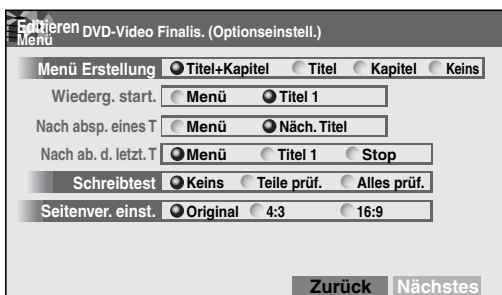 Editieren DVD-Video Finalis. (Optionseinstell.)
Menü
Menü Erstellung Titel+Kapitel Titel Kapitel Keins
Wiederg. start. Menü Titel 1
Nach absp. eines T Menü Näch. Titel
Nach ab. d. letzt. T Menü Titel 1 Stop
Schreibtest Keins Teile prüf. Alles prüf.
Seitenver. einst. Original 4:3 16:9
Zurück Nächstes